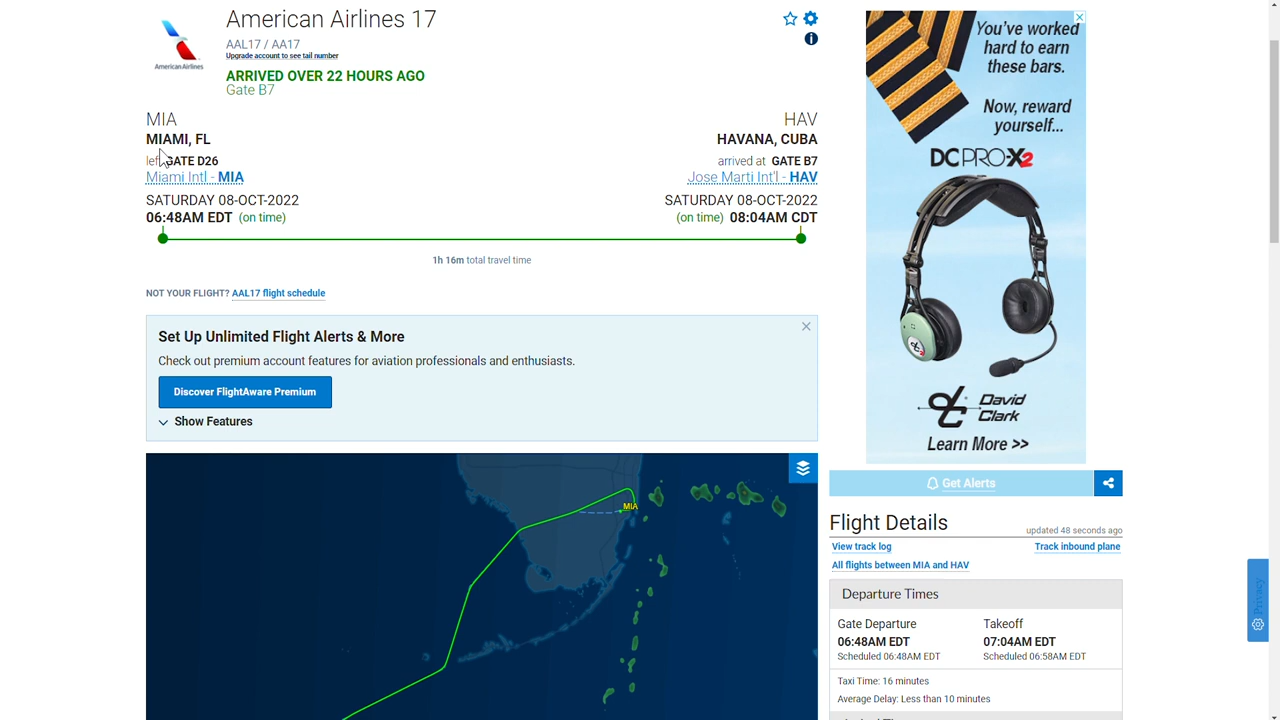 American Airlines 17
AAL17 / AA17
Upgrade account to see tail number
ARRIVED OVER 22 HOURS AGO
Gate B7
American Airlines
MIA
MIAMI, FL
left GATE D26
Miami Intl - MIA
SATURDAY 08-OCT-2022
06:48AM EDT (on time)
HAV
HAVANA, CUBA
arrived at GATE B7
Jose Marti Int'l - HAV
SATURDAY 08-OCT-2022
(on time) 08:04AM CDT
1h 16m total travel time
NOT YOUR FLIGHT? AAL17 flight schedule
Set Up Unlimited Flight Alerts & More
Check out premium account features for aviation professionals and enthusiasts.
Discover FlightAware Premium
Show Features
MIA
You've worked
hard to earn
these bars.
Now, reward
yourself...
DC PRO-X2
David
Clark
Learn More >>
Get Alerts
Flight Details
updated 48 seconds ago
View track log
Track inbound plane
All flights between MIA and HAV
Departure Times
Gate Departure
06:48AM EDT
Scheduled 06:48AM EDT
Takeoff
07:04AM EDT
Scheduled 06:58AM EDT
Taxi Time: 16 minutes
Average Delay: Less than 10 minutes
Privacy